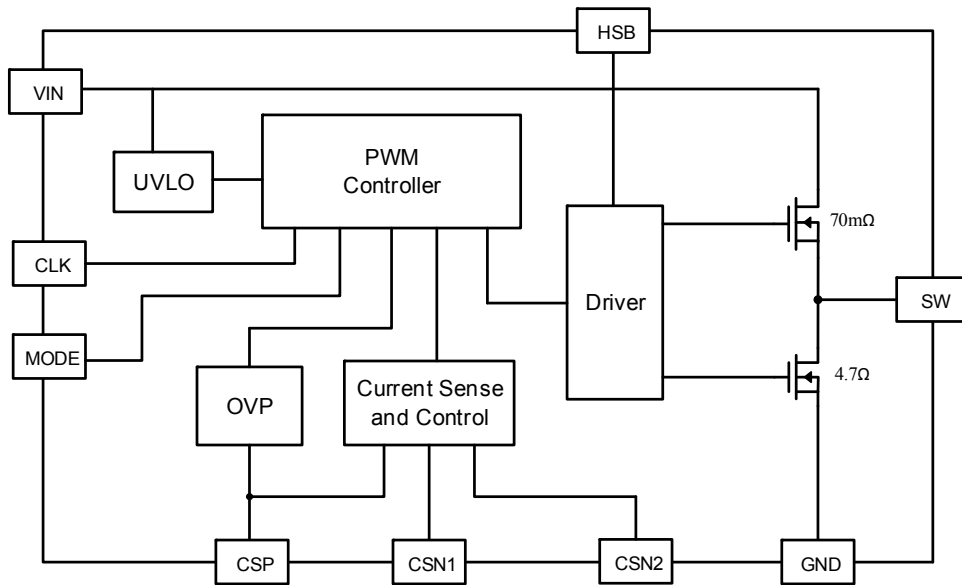 HSB
VIN
PWM
Controller
UVLO
70mΩ
CLK
Driver
SW
MODE
Current Sense
and Control
OVP
4.7Ω
CSP
CSN1
CSN2
GND